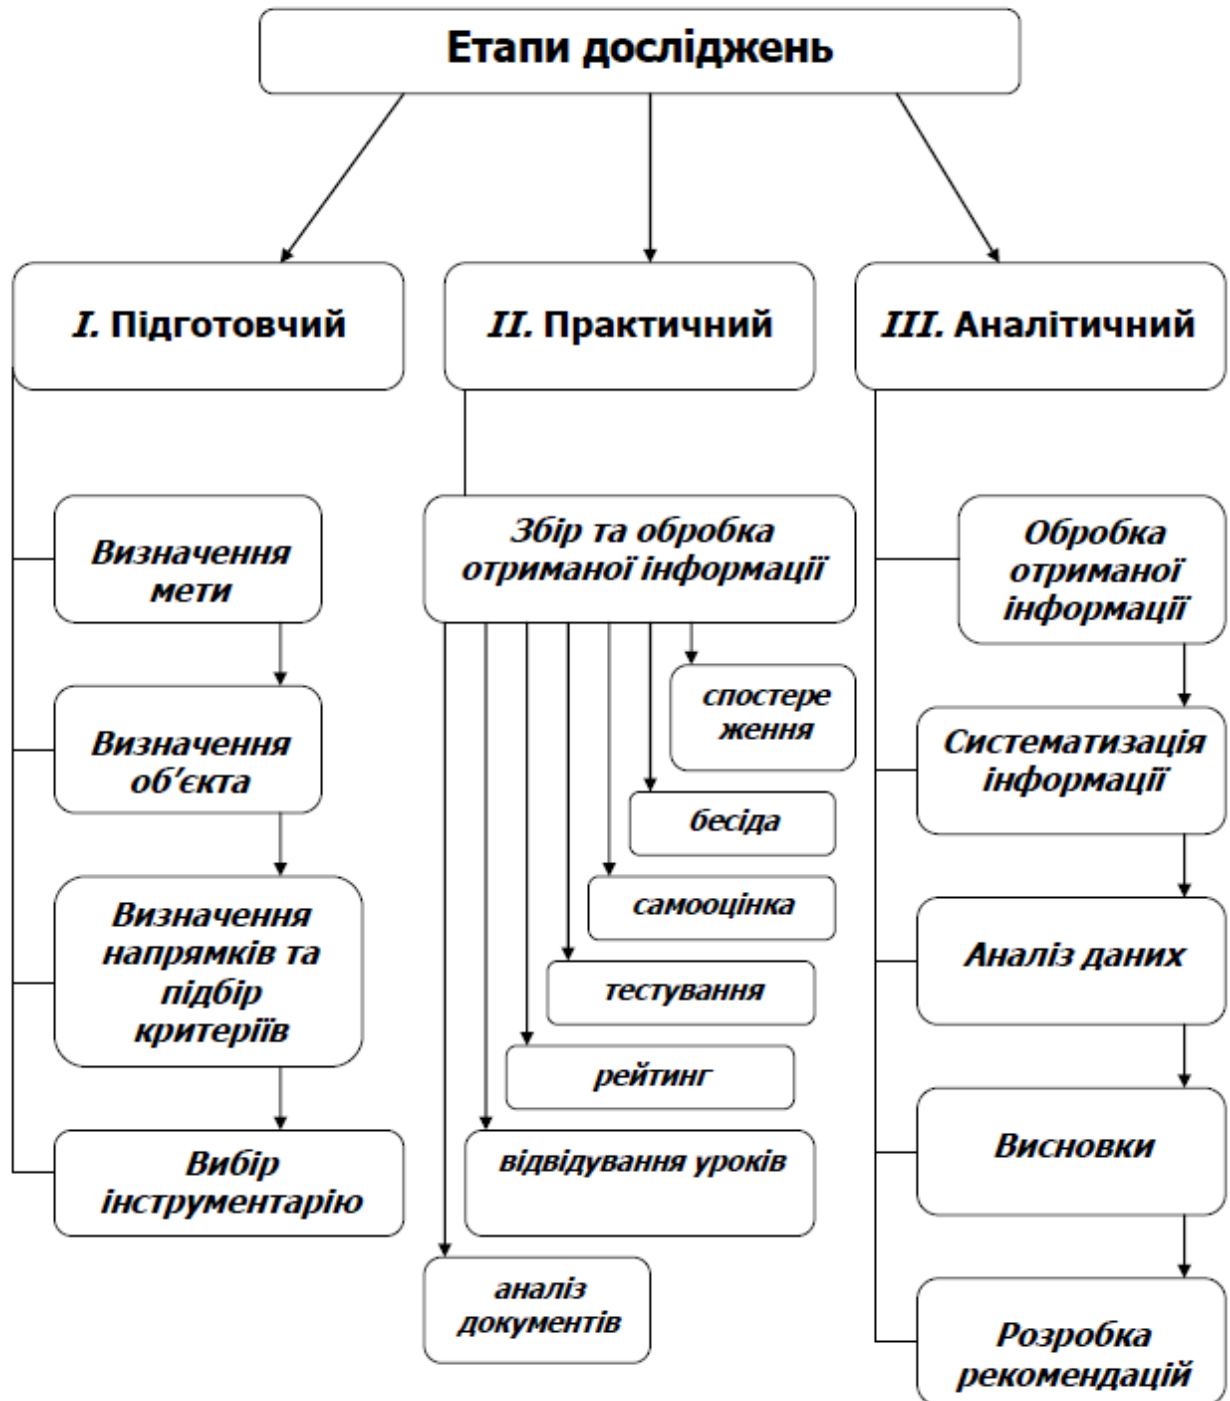 Етапи досліджень
I. Підготовчий
II. Практичний
III. Аналітичний
Визначення
мети
Визначення
об’єкта
Визначення
напрямків та
підбір
критеріїв
Вибір
інструментарію
Збір та обробка
отриманої інформації
спостере
ження
бесіда
самооцінка
тестування
рейтинг
відвідування уроків
аналіз
документів
Обробка
отриманої
інформації
Систематизація
інформації
Аналіз даних
Висновки
Розробка
рекомендацій